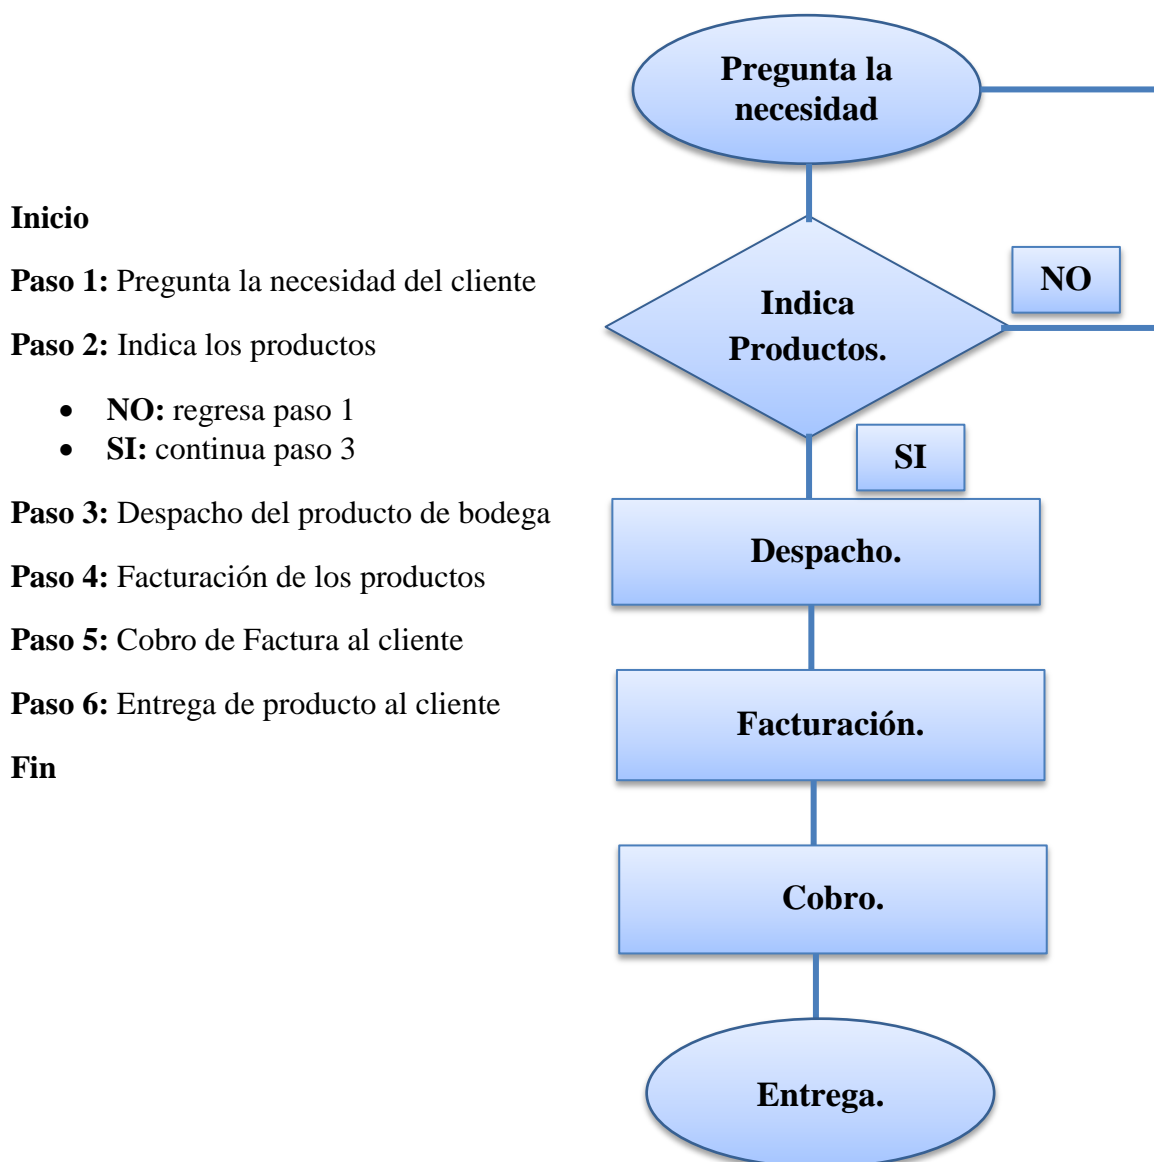 Inicio
Paso 1: Pregunta la necesidad del cliente
Paso 2: Indica los productos
• NO: regresa paso 1
• SI: continua paso 3
Paso 3: Despacho del producto de bodega
Paso 4: Facturación de los productos
Paso 5: Cobro de Factura al cliente
Paso 6: Entrega de producto al cliente
Fin
Pregunta la
necesidad
Indica
Productos.
NO
SI
Despacho.
Facturación.
Cobro.
Entrega.